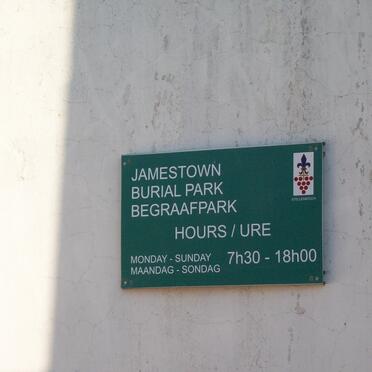 JAMESTOWN
BURIAL PARK
BEGRAAFPARK
HOURS / URE
MONDAY - SUNDAY 7h30 - 18h00
MAANDAG - SONDAG
STELLENBOSCH